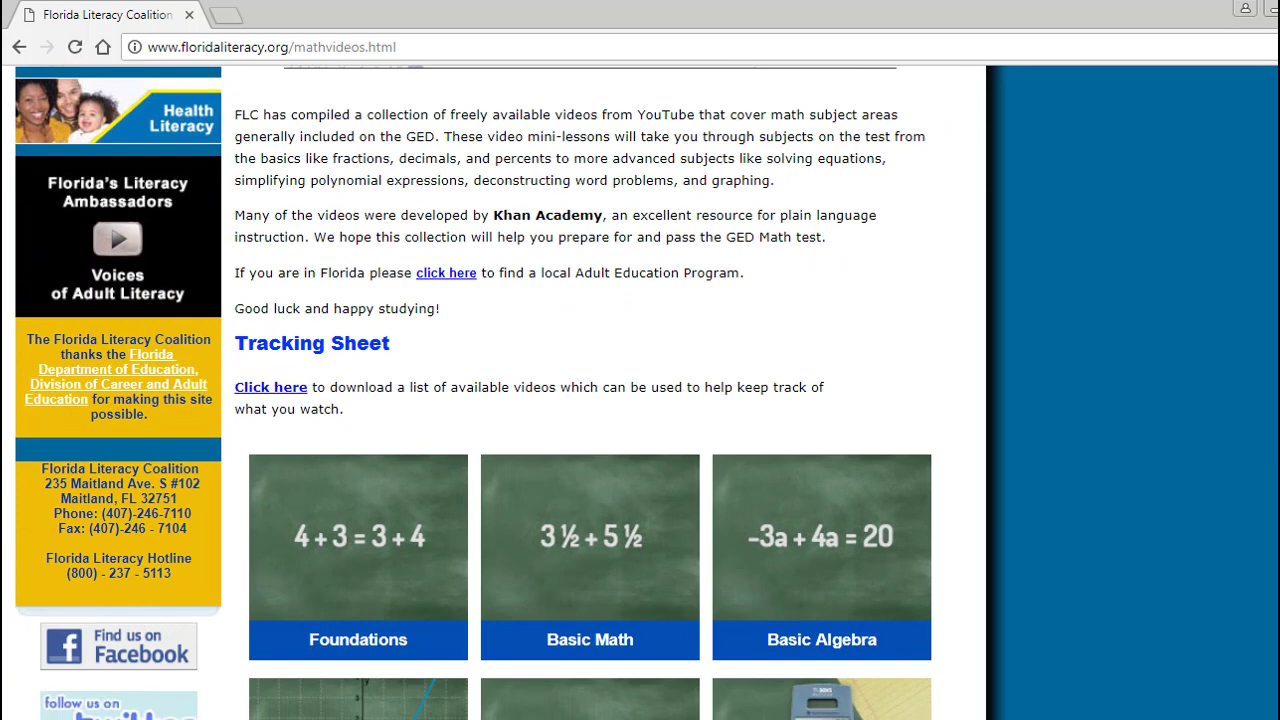 Florida Literacy Coalition
www.floridaliteracy.org/mathvideos.html
Health
Literacy
Florida's Literacy
Ambassadors
Voices
of Adult Literacy
The Florida Literacy Coalition
thanks the Florida
Department of Education,
Division of Career and Adult
Education for making this site
possible.
Florida Literacy Coalition
235 Maitland Ave. S #102
Maitland, FL 32751
Phone: (407)-246-7110
Fax: (407)-246 - 7104
Florida Literacy Hotline
(800) - 237 - 5113
Find us on
Facebook
follow us on
FLC has compiled a collection of freely available videos from YouTube that cover math subject areas
generally included on the GED. These video mini-lessons will take you through subjects on the test from
the basics like fractions, decimals, and percents to more advanced subjects like solving equations,
simplifying polynomial expressions, deconstructing word problems, and graphing.
Many of the videos were developed by Khan Academy, an excellent resource for plain language
instruction. We hope this collection will help you prepare for and pass the GED Math test.
If you are in Florida please click here to find a local Adult Education Program.
Good luck and happy studying!
Tracking Sheet
Click here to download a list of available videos which can be used to help keep track of
what you watch.
4 + 3 = 3 + 4
Foundations
3 ½ + 5 ½
Basic Math
-3a + 4a = 20
Basic Algebra